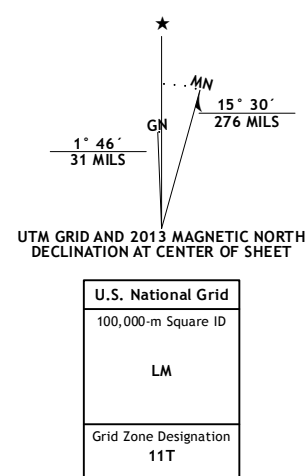 ★
MN
GN
15° 30´
276 MILS
1° 46´
31 MILS
UTM GRID AND 2013 MAGNETIC NORTH
DECLINATION AT CENTER OF SHEET
U.S. National Grid
100,000-m Square ID
LM
Grid Zone Designation
11T